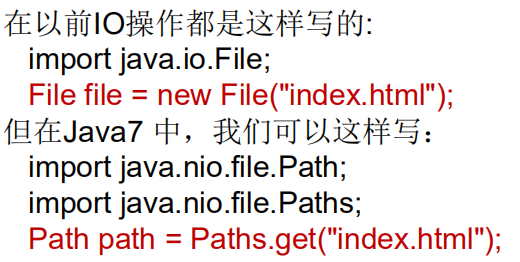 在以前IO操作都是这样写的:
import java.io.File;
File file = new File("index.html");
但在Java7 中，我们可以这样写：
import java.nio.file.Path;
import java.nio.file.Paths;
Path path = Paths.get("index.html");